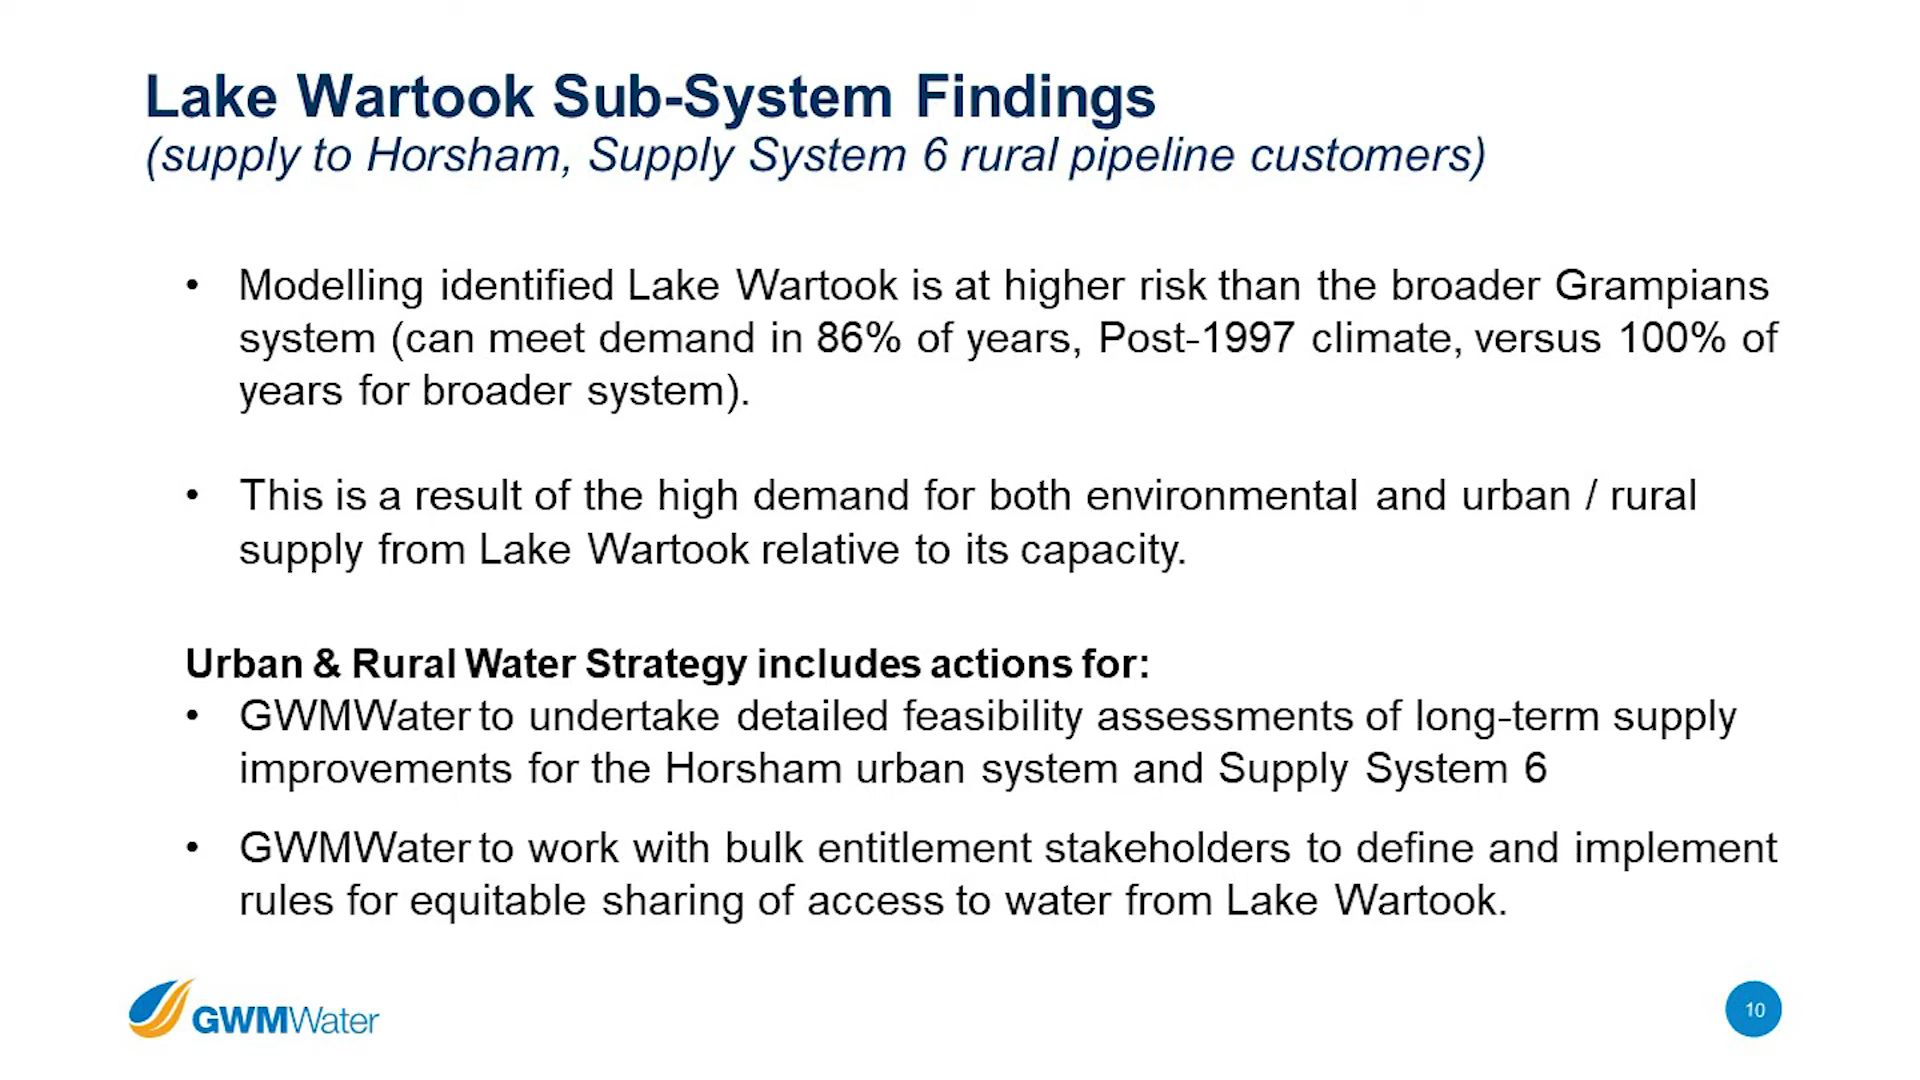 Lake Wartook Sub-System Findings
(supply to Horsham, Supply System 6 rural pipeline customers)
• Modelling identified Lake Wartook is at higher risk than the broader Grampians
system (can meet demand in 86% of years, Post-1997 climate, versus 100% of
years for broader system).
• This is a result of the high demand for both environmental and urban / rural
supply from Lake Wartook relative to its capacity.
Urban & Rural Water Strategy includes actions for:
• GWMWater to undertake detailed feasibility assessments of long-term supply
improvements for the Horsham urban system and Supply System 6
• GWMWater to work with bulk entitlement stakeholders to define and implement
rules for equitable sharing of access to water from Lake Wartook.
GWMWater
10